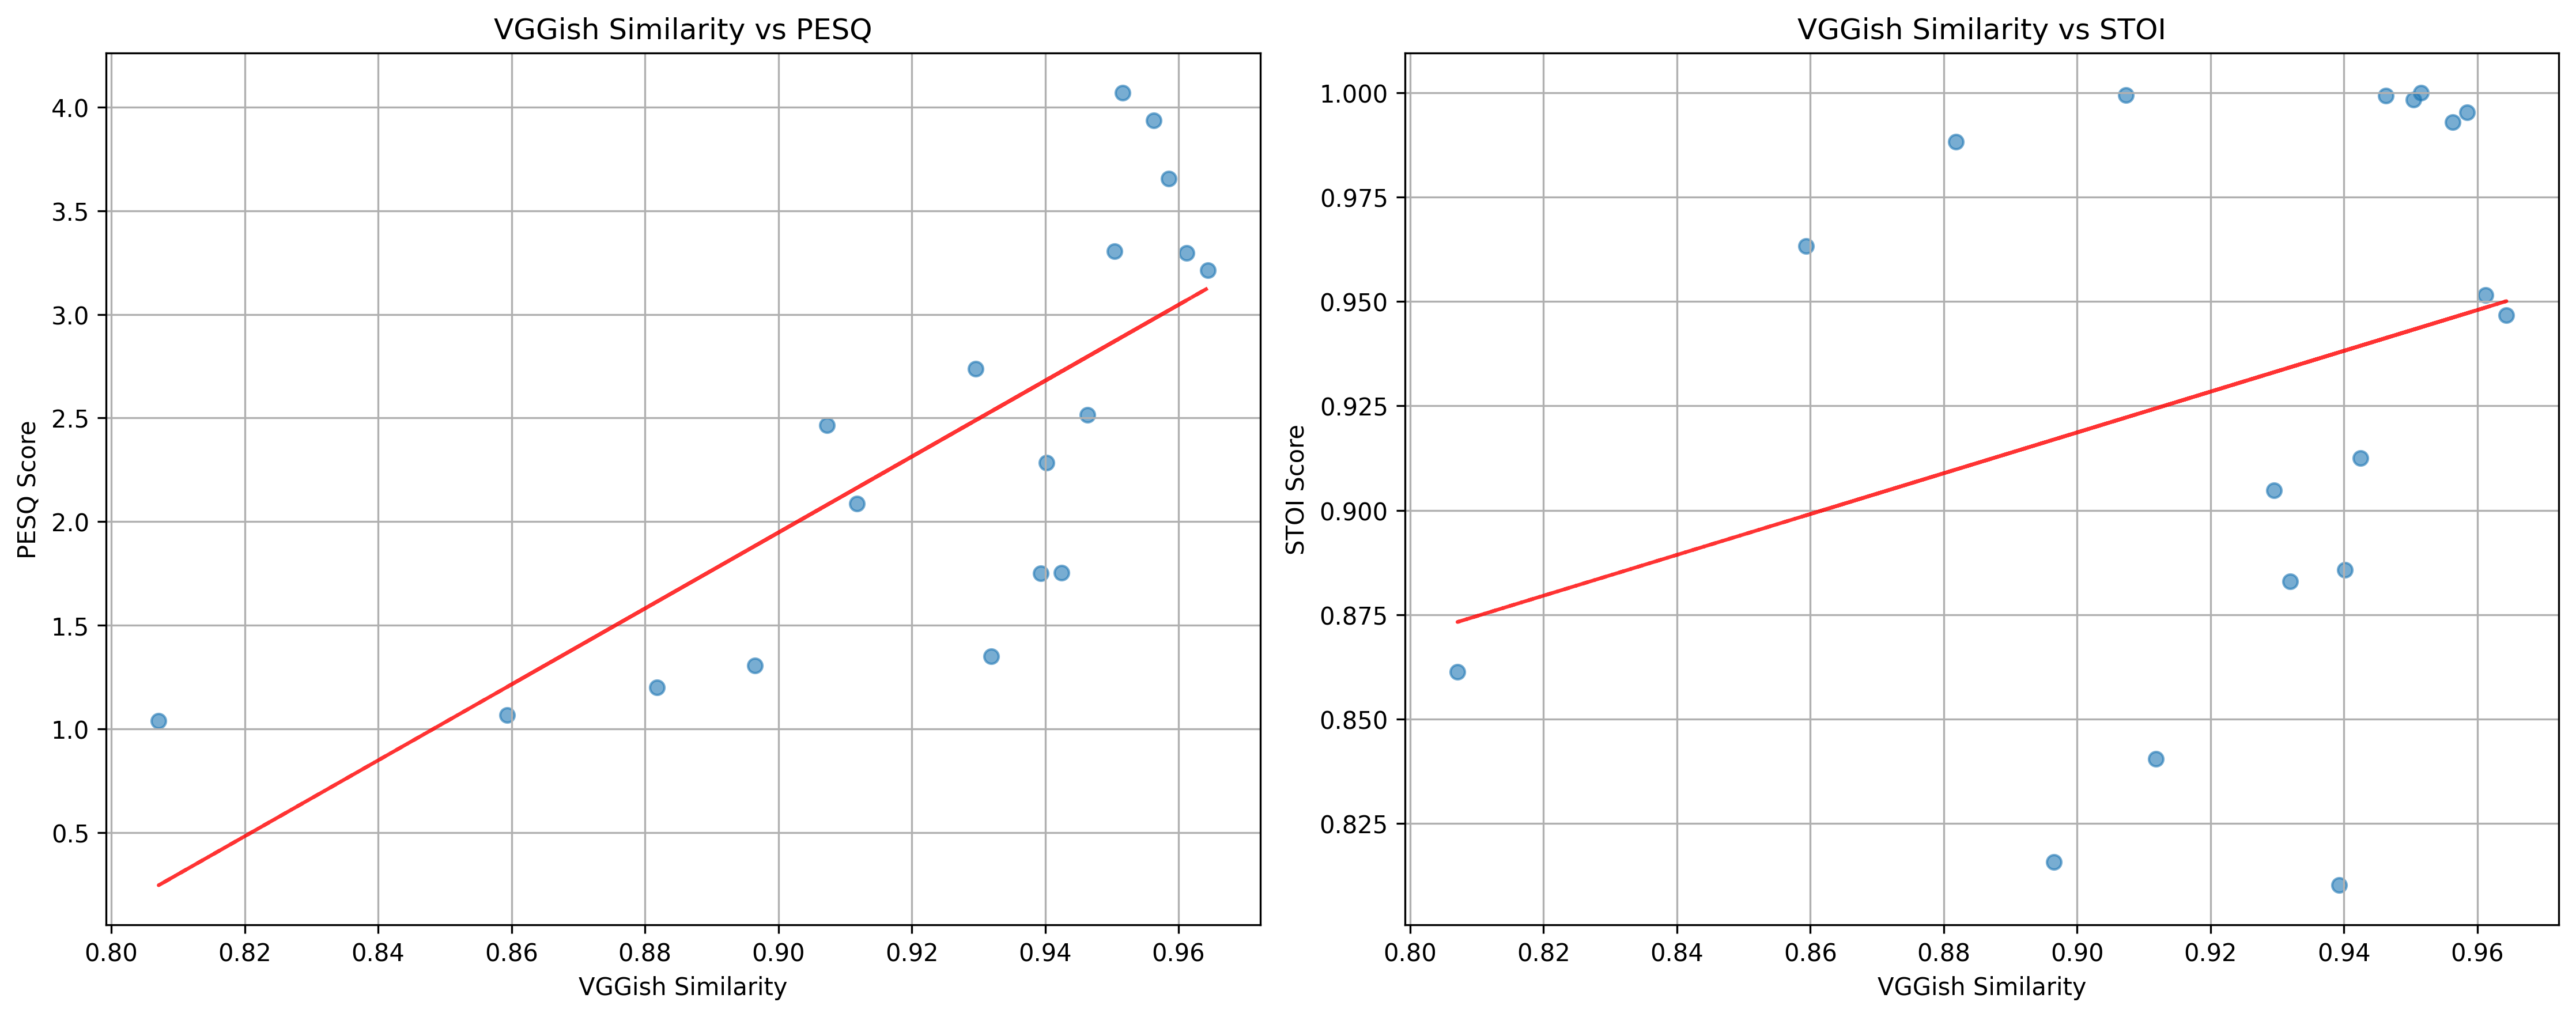 VGGish Similarity vs PESQ
PESQ Score
4.0
3.5
3.0
2.5
2.0
1.5
1.0
0.5
0.80 0.82 0.84 0.86 0.88 0.90 0.92 0.94 0.96
VGGish Similarity
VGGish Similarity vs STOI
STOI Score
1.000
0.975
0.950
0.925
0.900
0.875
0.850
0.825
0.80 0.82 0.84 0.86 0.88 0.90 0.92 0.94 0.96
VGGish Similarity